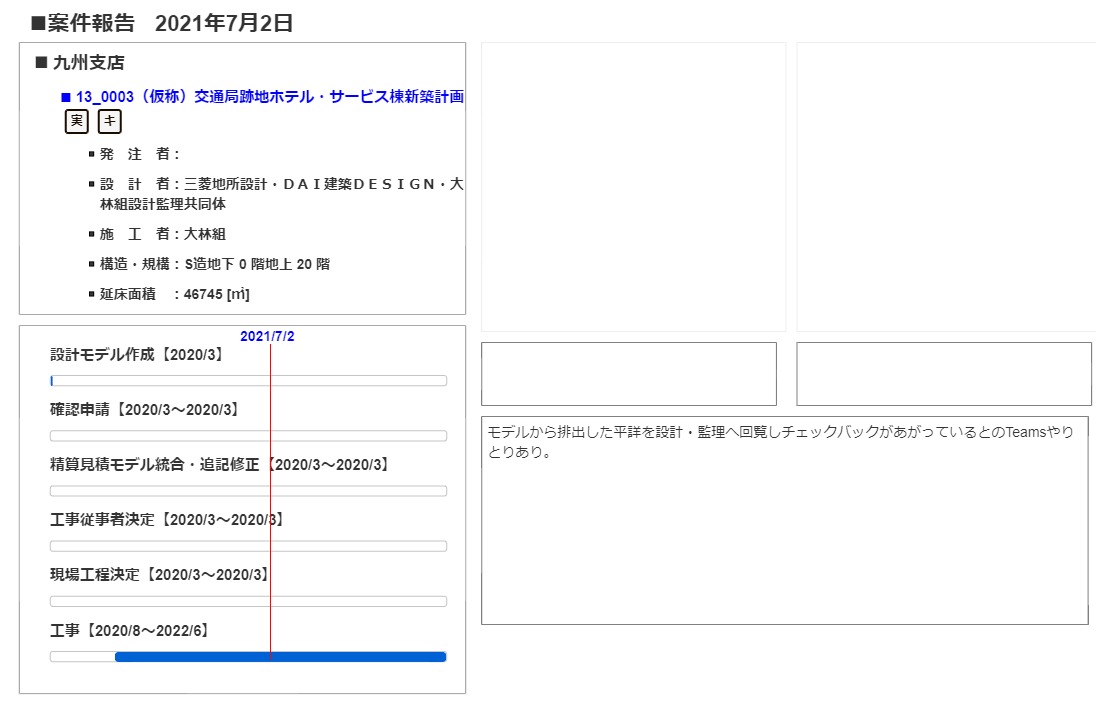 ■案件報告　2021年7月2日
■ 九州支店
■ 13_0003（仮称）交通局跡地ホテル・サービス棟新築計画
実 キ
▪ 発　注　者：
▪ 設　計　者：三菱地所設計・ＤＡＩ建築ＤＥＳＩＧＮ・大
林組設計監理共同体
▪ 施　工　者：大林組
▪ 構造・規構： S造地下 0 階地上 20 階
▪ 延床面積　：46745 [㎡]
2021/7/2
設計モデル作成【2020/3】
確認申請【2020/3～2020/3】
精算見積モデル統合・追記修正【2020/3～2020/3】
工事従事者決定【2020/3～2020/3】
現場工程決定【2020/3～2020/3】
工事【2020/8～2022/6】
モデルから排出した平詳を設計・監理へ回覧しチェックバックがあがっているとのTeamsやり
とりあり。